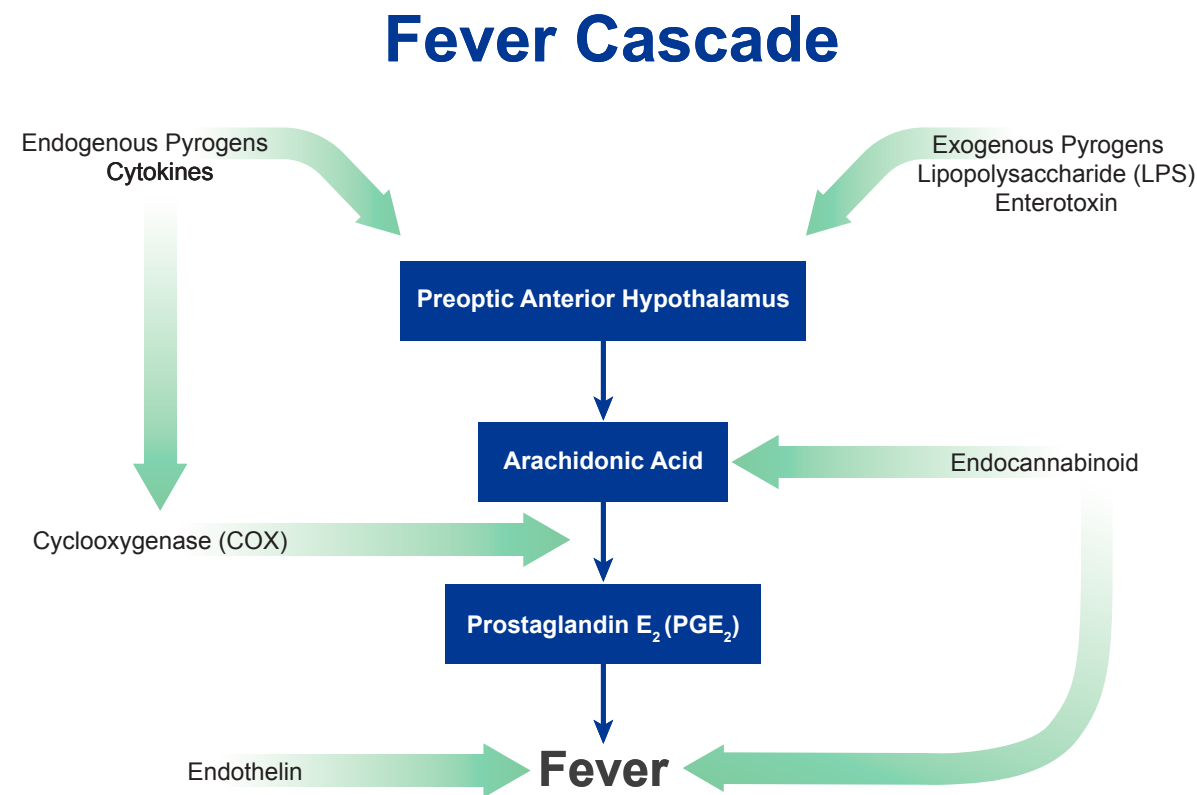 Fever Cascade
Endogenous Pyrogens
Cytokines
Exogenous Pyrogens
Lipopolysaccharide (LPS)
Enterotoxin
Preoptic Anterior Hypothalamus
Arachidonic Acid
Endocannabinoid
Cyclooxygenase (COX)
Prostaglandin E₂ (PGE₂)
Endothelin
Fever